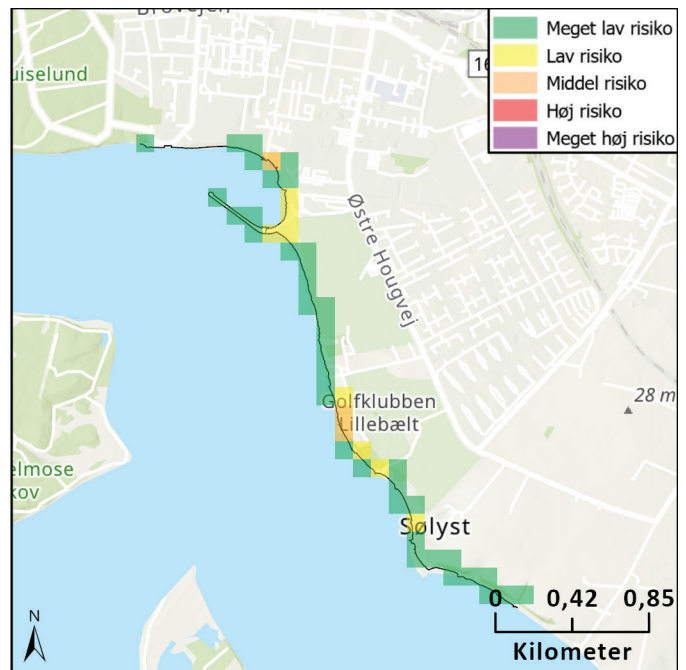 Meget lav risiko
Lav risiko
Middel risiko
Høj risiko
Meget høj risiko
uiselund
Østre Hougvej
28 m
Golfklubben
Lillebælt
elmose
kov
Sølyst
0 0,42 0,85
Kilometer
N